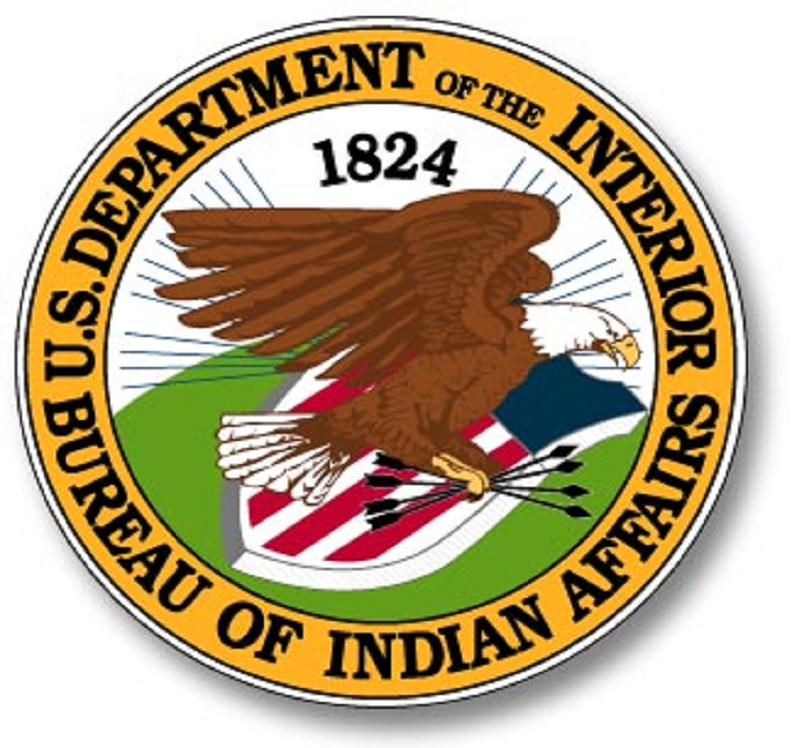 U.S. DEPARTMENT OF THE INTERIOR
1824
BUREAU OF INDIAN AFFAIRS